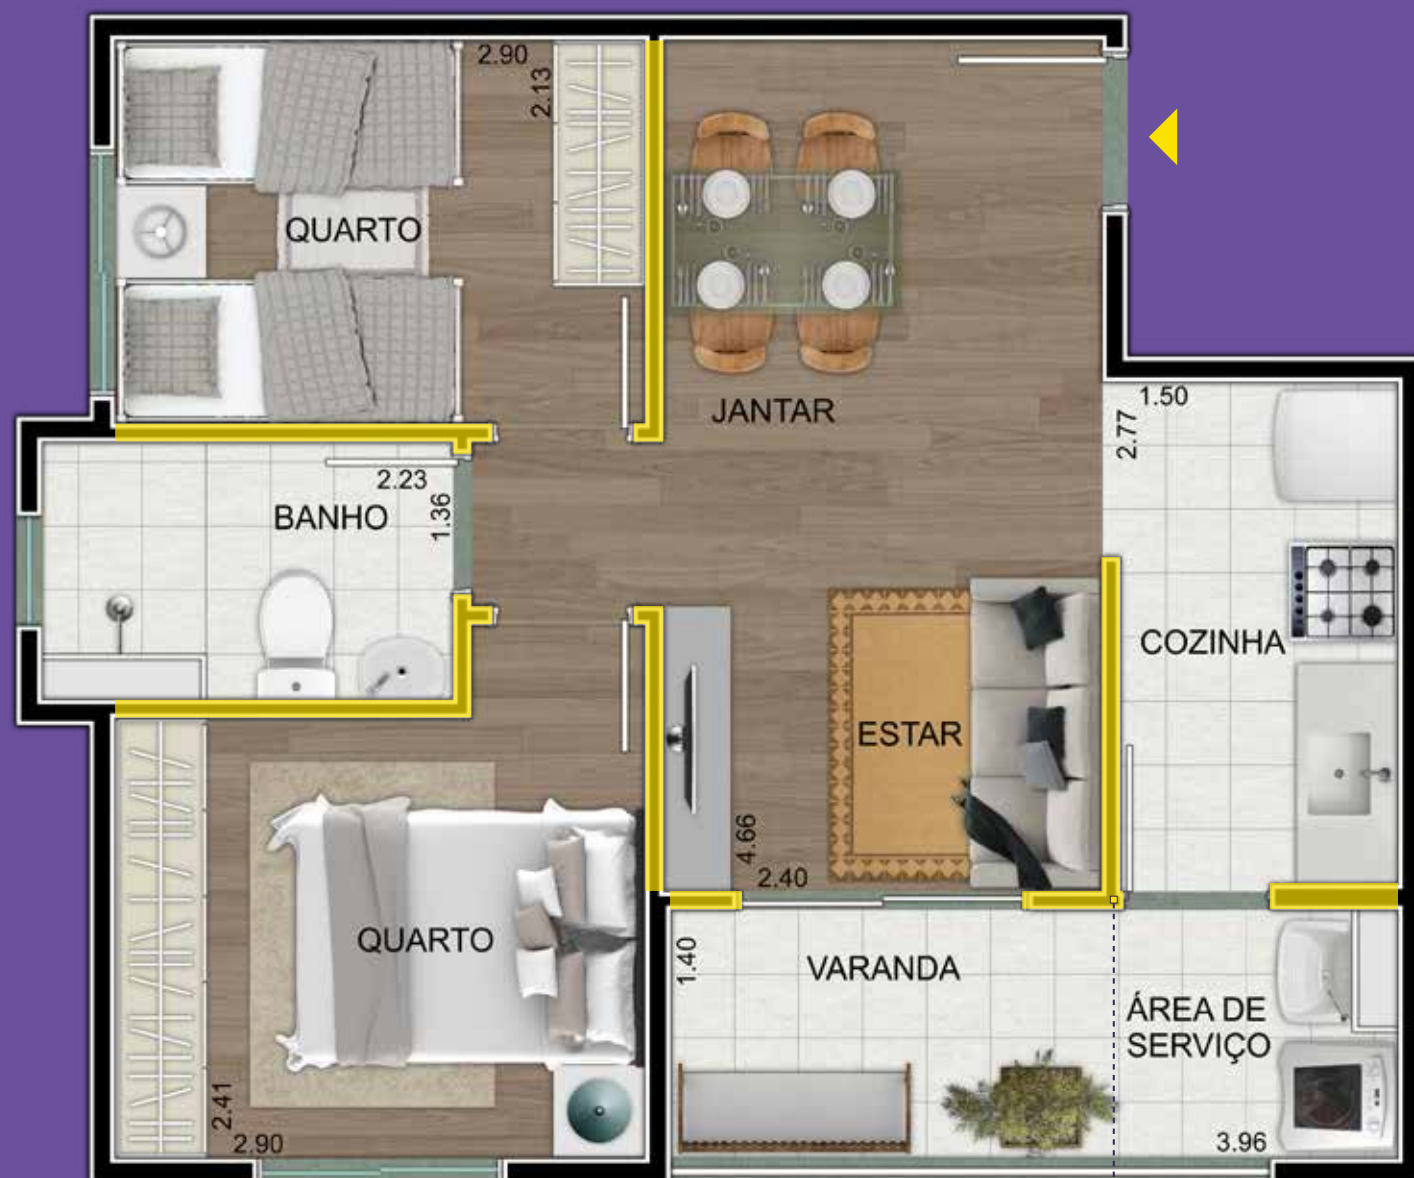 2.90
2.13
QUARTO
JANTAR
1.50
2.77
2.23
1.36
BANHO
COZINHA
ESTAR
4.66
2.40
QUARTO
1.40
VARANDA
ÁREA DE
SERVIÇO
2.41
2.90
3.96